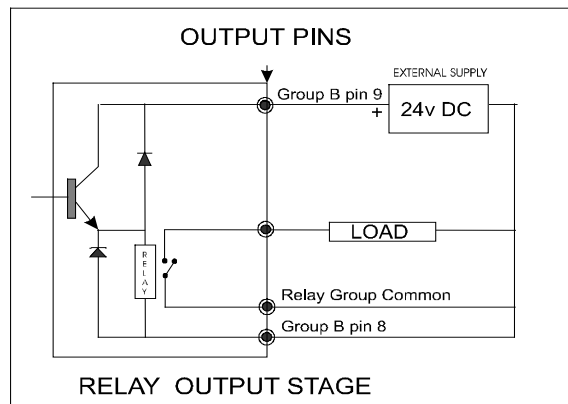 OUTPUT PINS
EXTERNAL SUPPLY
Group B pin 9
+
24v DC
LOAD
RELAY
Relay Group Common
Group B pin 8
RELAY OUTPUT STAGE